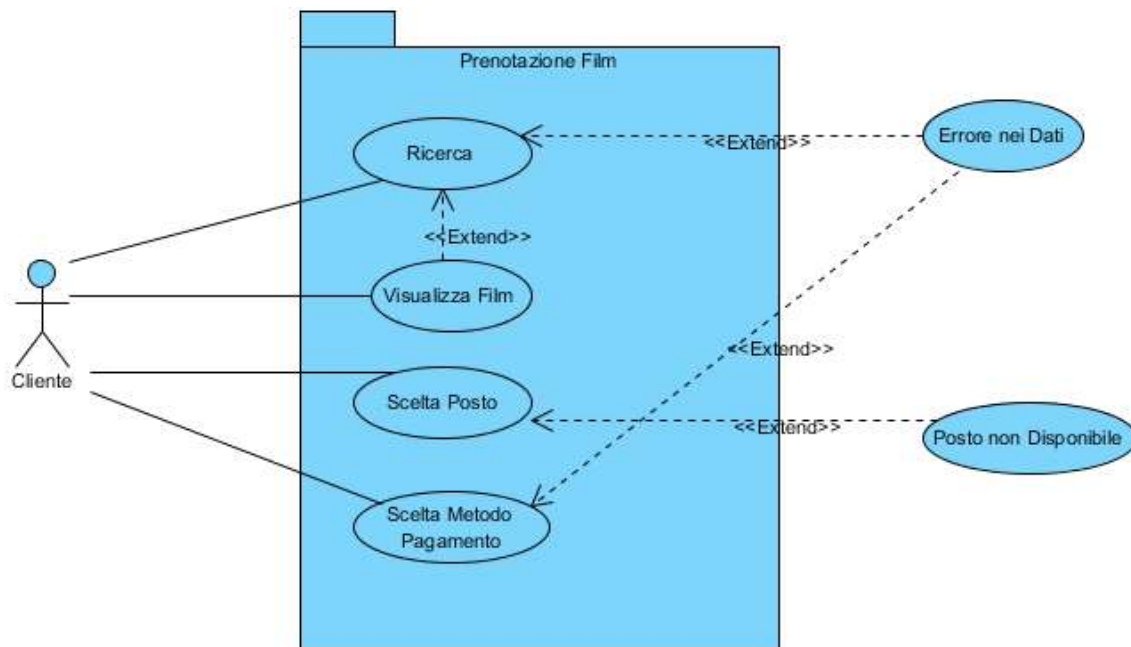 Prenotazione Film
Ricerca
<<Extend>>
Errore nei Dati
<<Extend>>
Visualizza Film
<<Extend>>
Cliente
Scelta Posto
<<Extend>>
Posto non Disponibile
Scelta Metodo
Pagamento